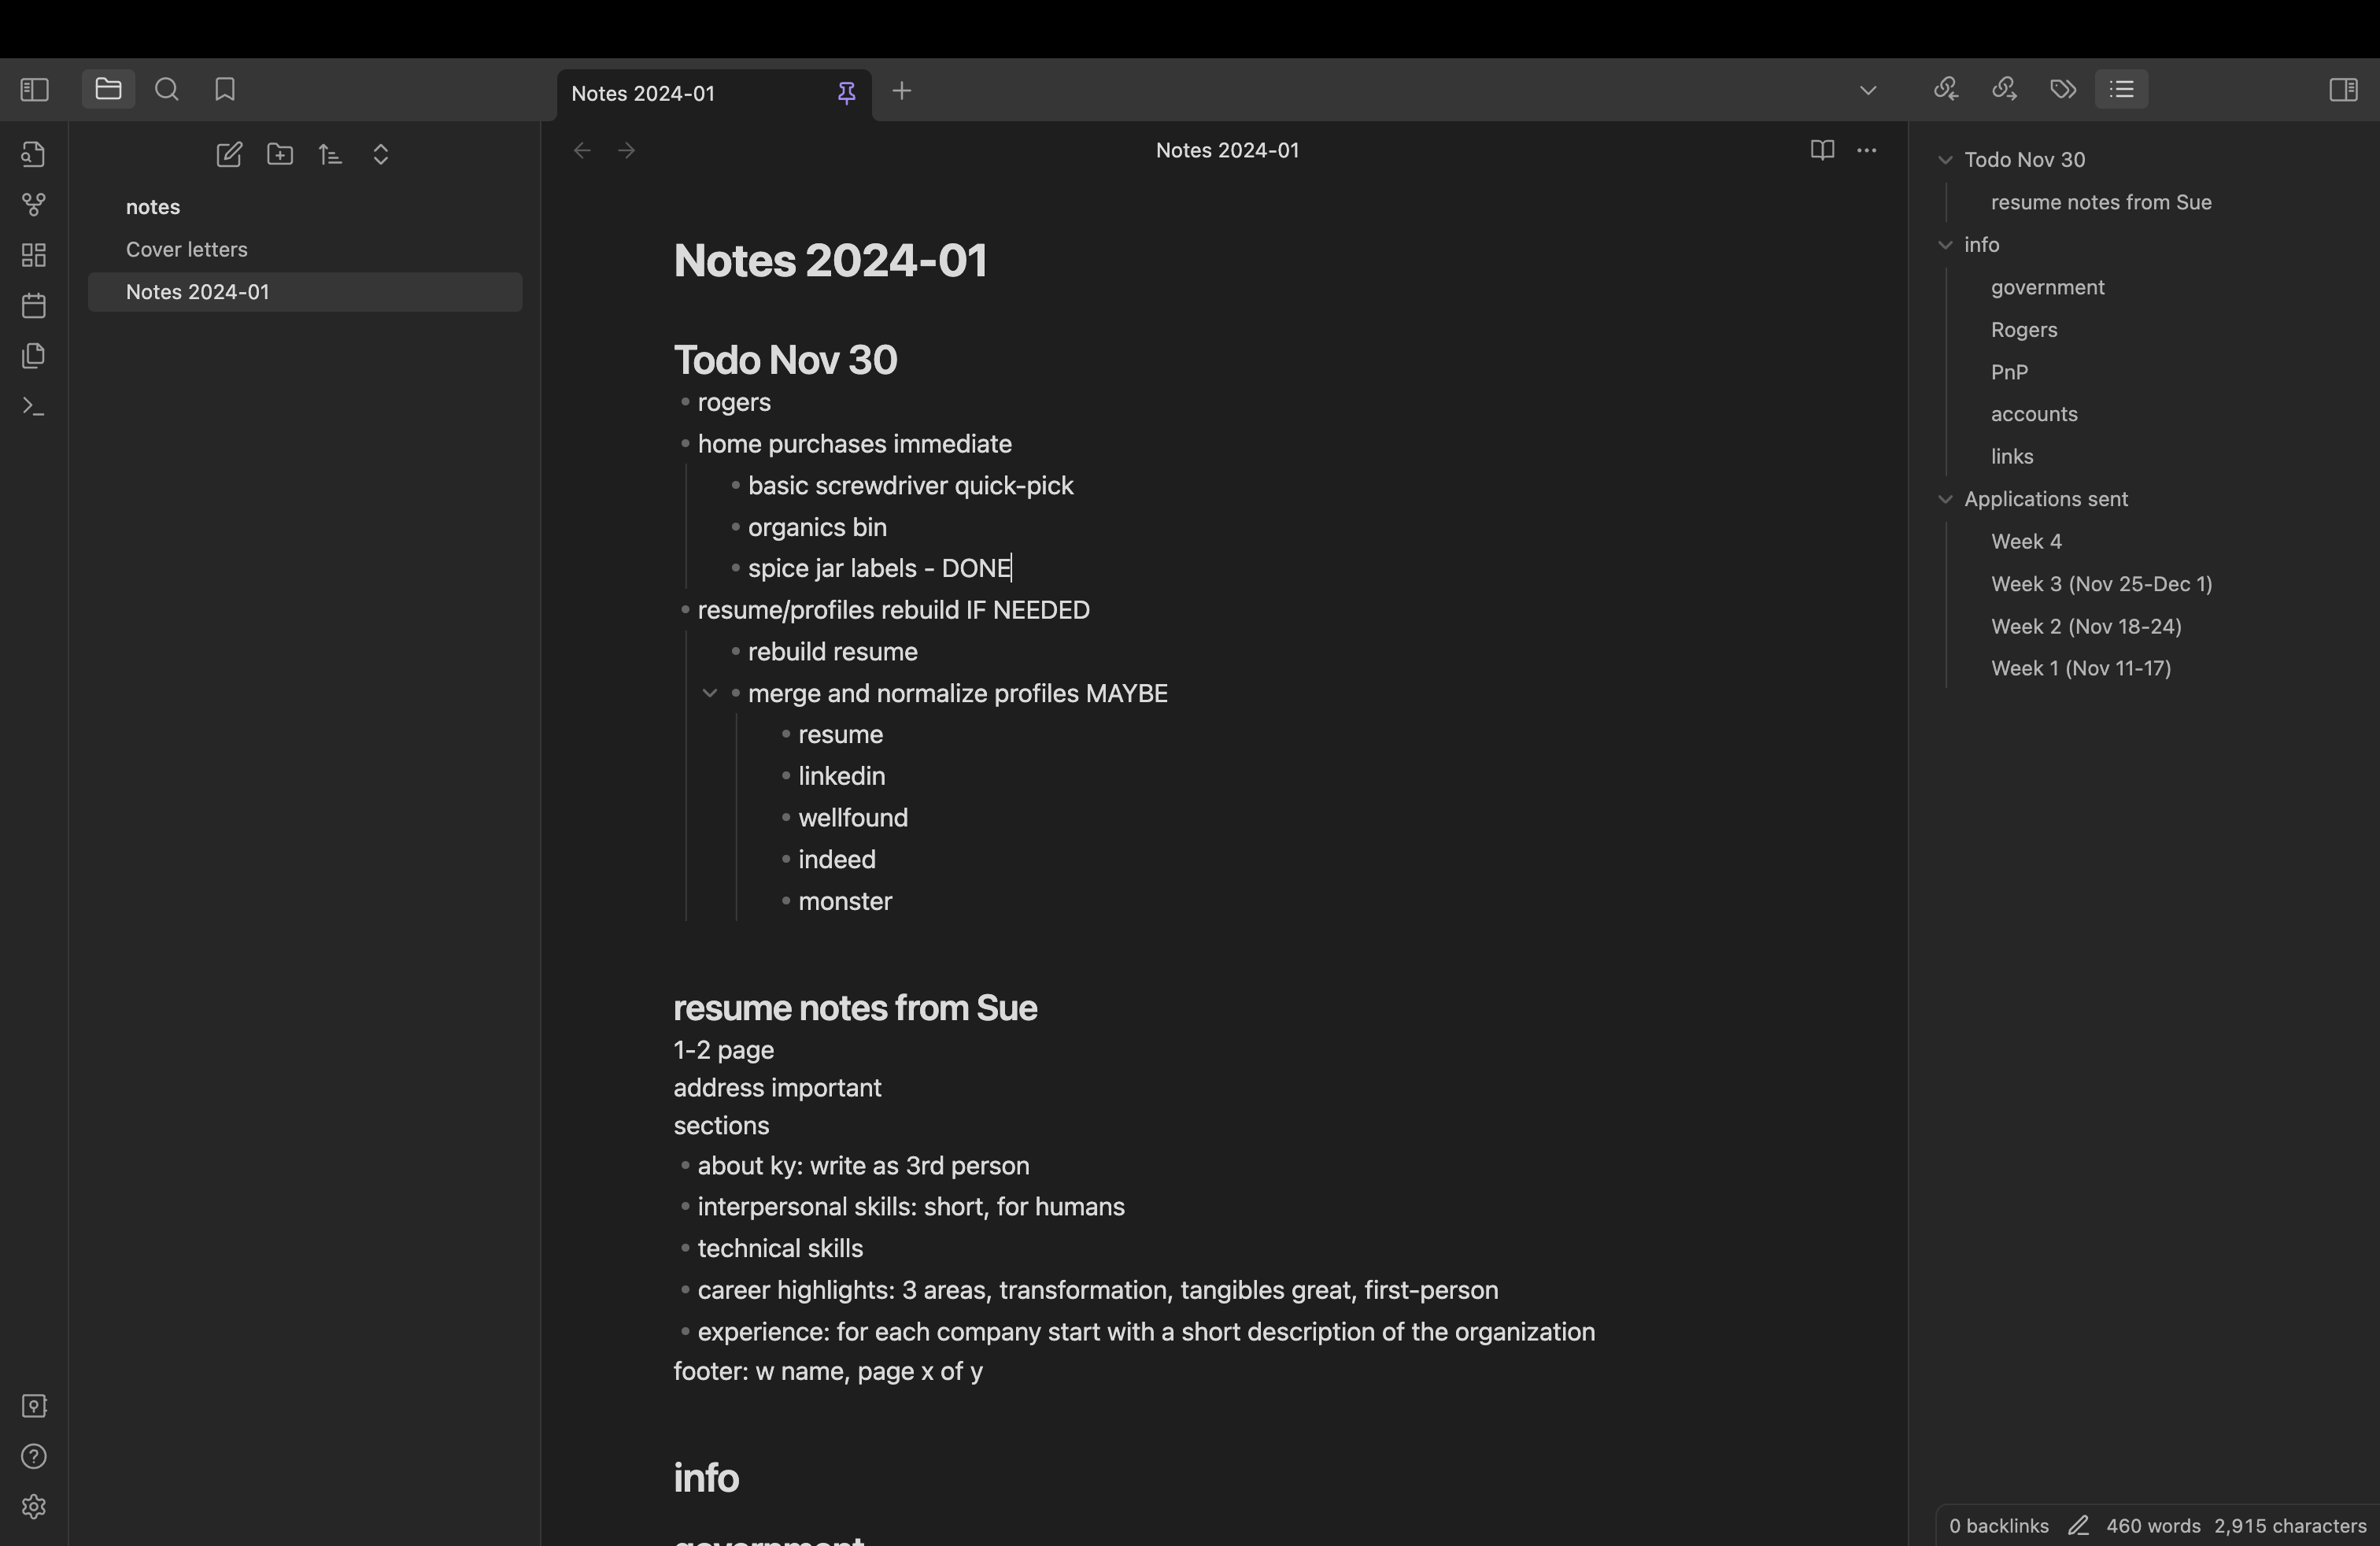 Notes 2024-01
Notes 2024-01
notes
Cover letters
Notes 2024-01
Notes 2024-01
Todo Nov 30
rogers
home purchases immediate
basic screwdriver quick-pick
organics bin
spice jar labels - DONE
resume/profiles rebuild IF NEEDED
rebuild resume
merge and normalize profiles MAYBE
resume
linkedin
wellfound
indeed
monster
resume notes from Sue
1-2 page
address important
sections
about ky: write as 3rd person
interpersonal skills: short, for humans
technical skills
career highlights: 3 areas, transformation, tangibles great, first-person
experience: for each company start with a short description of the organization
footer: w name, page x of y
info
government
Todo Nov 30
resume notes from Sue
info
government
Rogers
PnP
accounts
links
Applications sent
Week 4
Week 3 (Nov 25-Dec 1)
Week 2 (Nov 18-24)
Week 1 (Nov 11-17)
0 backlinks 460 words 2,915 characters